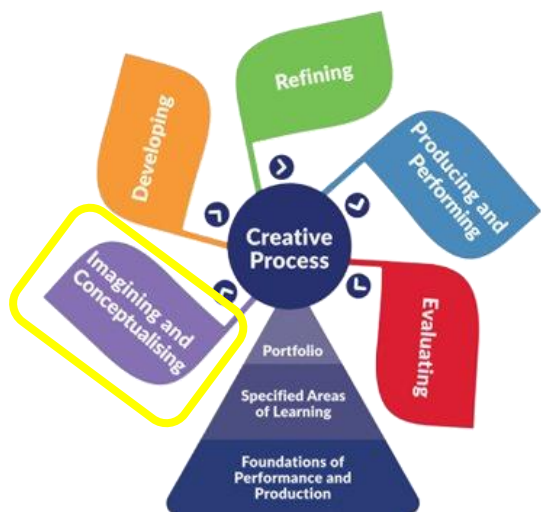 Refining
Developing
Producing and
Performing
Creative
Process
Imagining and
Conceptualising
Evaluating
Portfolio
Specified Areas
of Learning
Foundations of
Performance and
Production